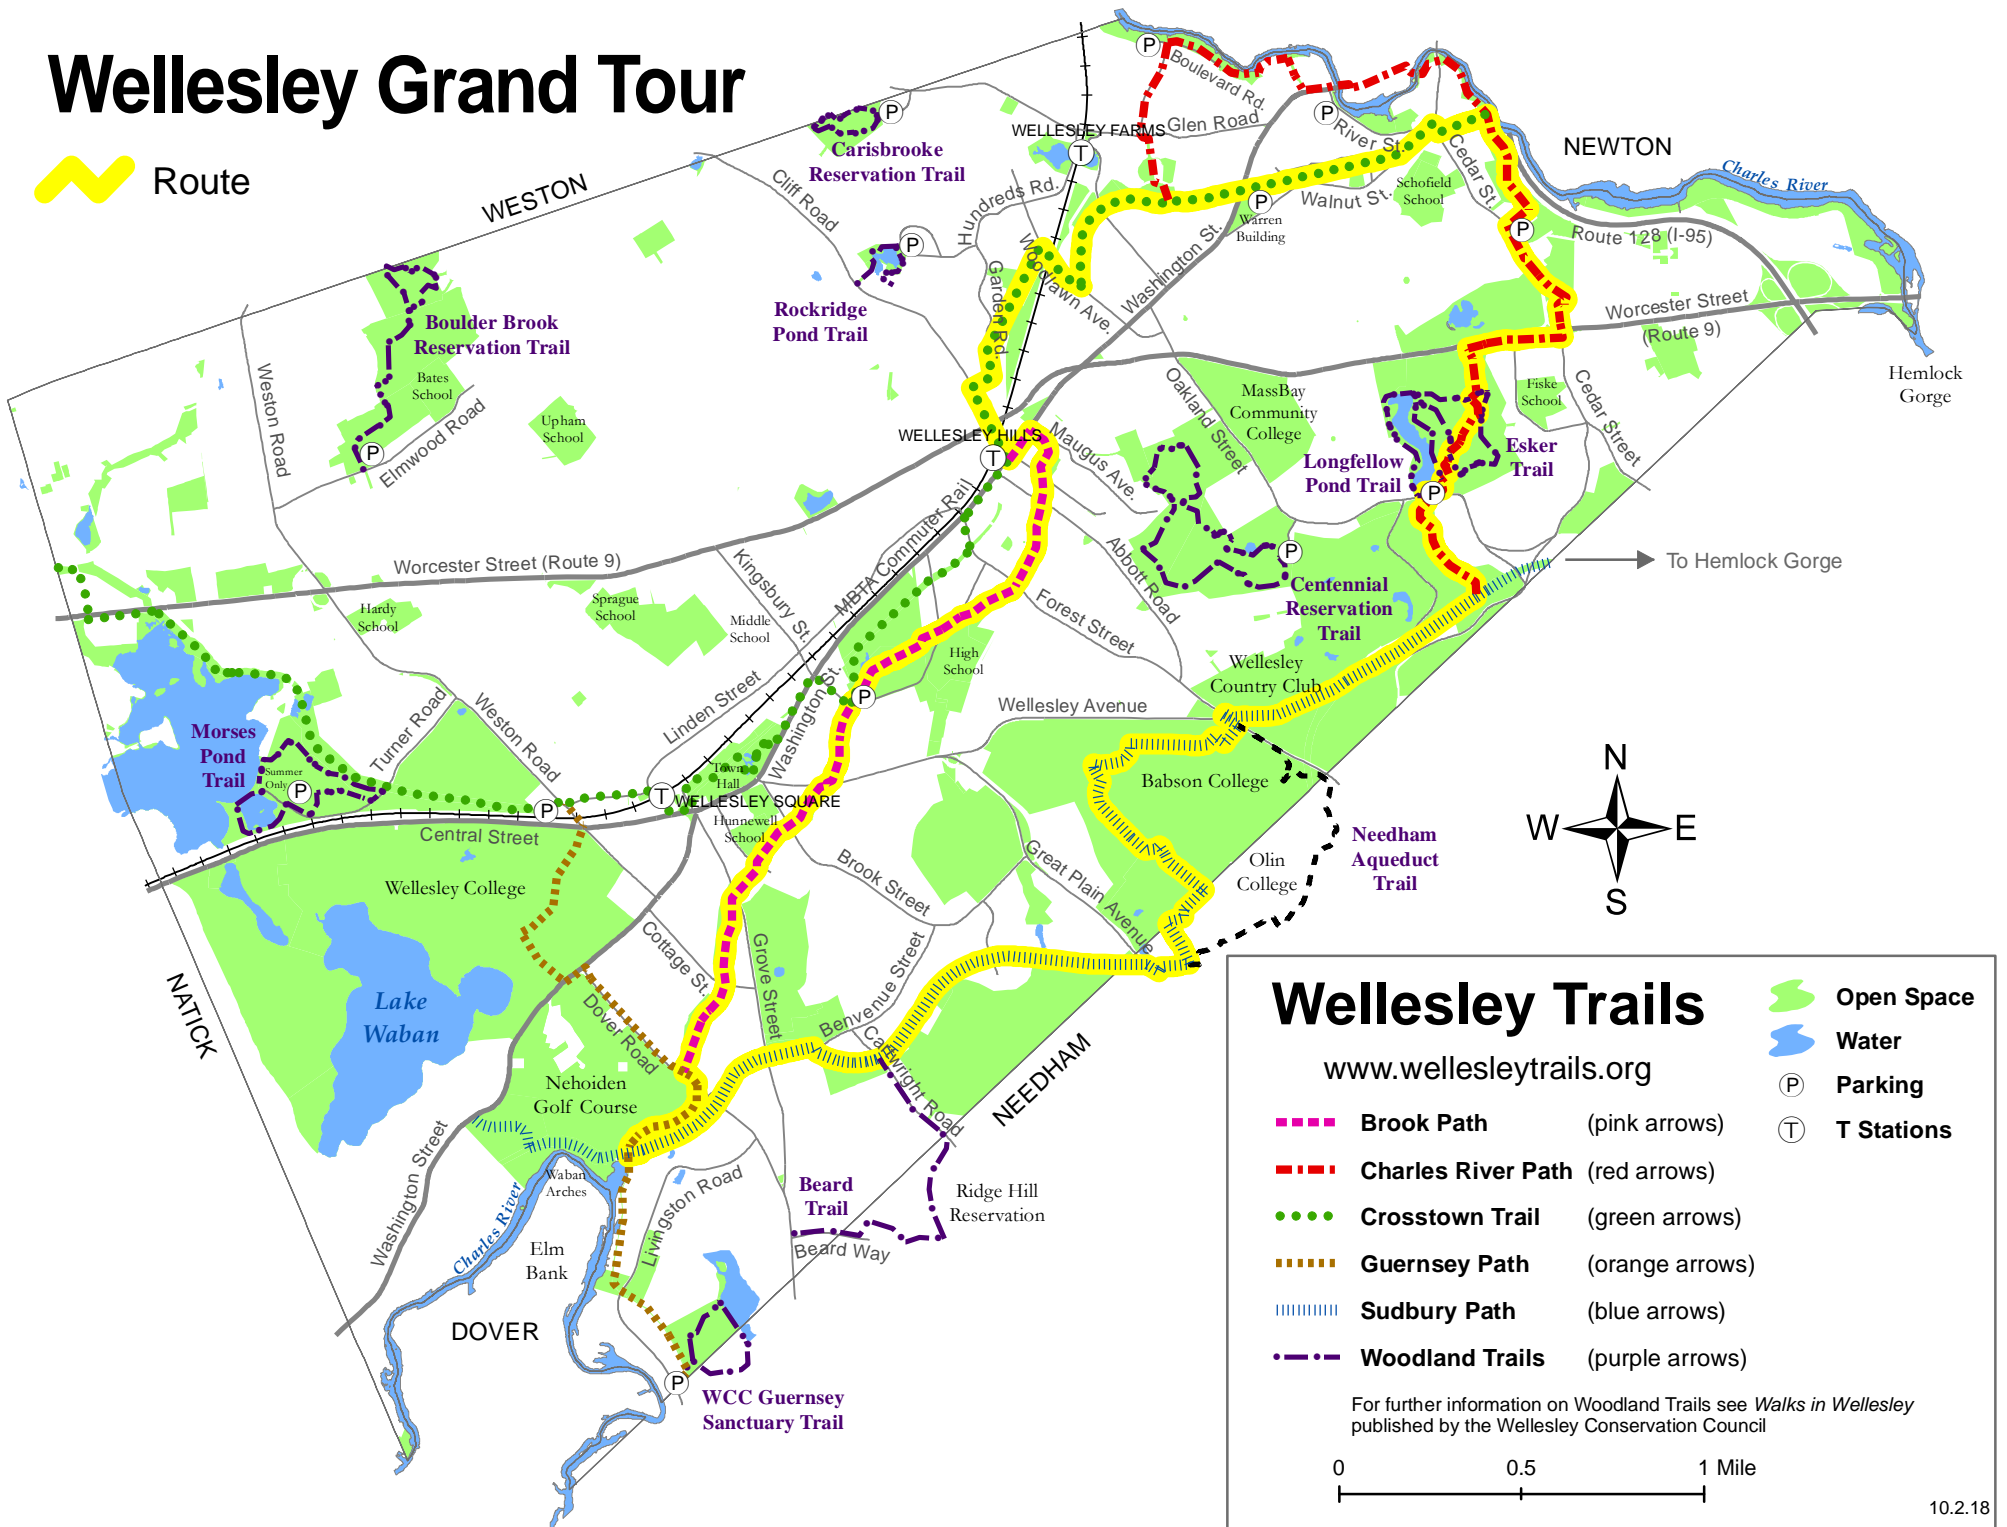 Wellesley Grand Tour
Route
WESTON
NEWTON
Charles River
Boulevard Rd.
Glen Road
WELLESLEY FARMS
River St.
Cedar St.
Carisbrooke
Reservation Trail
Cliff Road
Hundreds Rd.
Schofield
School
Walnut St.
Warren
Building
Route 128 (I-95)
Woodlawn Ave.
Washington St.
Garden Rd.
Rockridge
Pond Trail
Boulder Brook
Reservation Trail
Bates
School
Weston Road
Elmwood Road
Upham
School
Worcester Street
(Route 9)
Hemlock
Gorge
Oakland Street
MassBay
Community
College
Fiske
School
Cedar Street
WELLESLEY HILLS
Maugus Ave.
Longfellow
Pond Trail
Esker
Trail
Abbott Road
MBTA Commuter Rail
Worcester Street (Route 9)
Kingsbury St.
Hardy
School
Sprague
School
Middle
School
Forest Street
Centennial
Reservation
Trail
To Hemlock Gorge
High
School
Wellesley
Country Club
Wellesley Avenue
Linden Street
Washington St.
Turner Road
Weston Road
Morses
Pond
Trail
Summer
Only
Town
Hall
WELLESLEY SQUARE
Hunnewell
School
Central Street
Babson College
Needham
Aqueduct
Trail
Olin
College
Great Plain Avenue
Brook Street
Wellesley College
Cottage St.
Grove Street
Benvenue Street
Cartwright Road
Lake
Waban
NATICK
Dover Road
Nehoiden
Golf Course
NEEDHAM
Washington Street
Waban
Arches
Charles River
Elm
Bank
Livingston Road
Beard
Trail
Beard Way
Ridge Hill
Reservation
DOVER
WCC Guernsey
Sanctuary Trail
N
W
E
S
P
P
P
P
P
P
P
P
P
P
P
P
P
P
T
T
T
Wellesley Trails
www.wellesleytrails.org
Brook Path (pink arrows)
Charles River Path (red arrows)
Crosstown Trail (green arrows)
Guernsey Path (orange arrows)
Sudbury Path (blue arrows)
Woodland Trails (purple arrows)
Open Space
Water
P Parking
T T Stations
For further information on Woodland Trails see Walks in Wellesley
published by the Wellesley Conservation Council
0 0.5 1 Mile
10.2.18